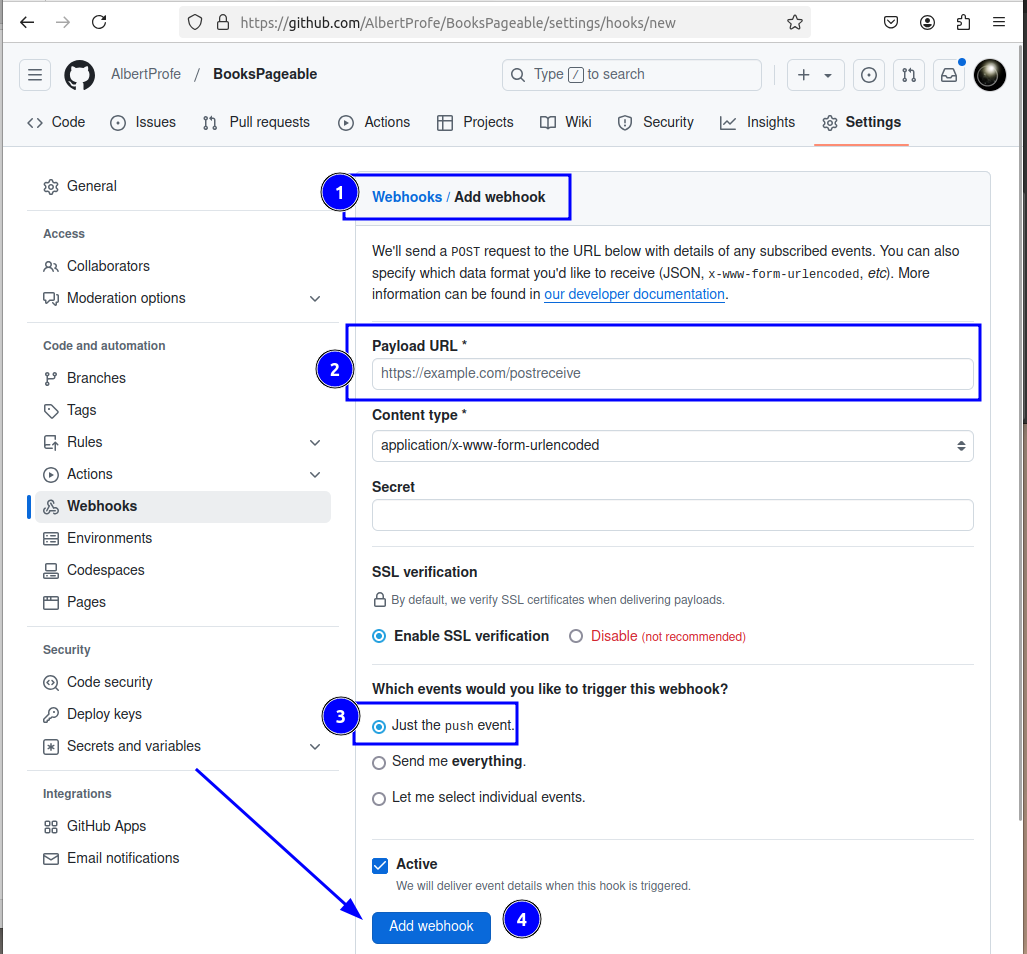 https://github.com/AlbertProfe/BooksPageable/settings/hooks/new
AlbertProfe / BooksPageable
Type / to search
Code Issues Pull requests Actions Projects Wiki Security Insights Settings
General
Access
Collaborators
Moderation options
Code and automation
Branches
Tags
Rules
Actions
Webhooks
Environments
Codespaces
Pages
Security
Code security
Deploy keys
Secrets and variables
Integrations
GitHub Apps
Email notifications
1
Webhooks / Add webhook
We'll send a POST request to the URL below with details of any subscribed events. You can also
specify which data format you'd like to receive (JSON, x-www-form-urlencoded, etc). More
information can be found in our developer documentation.
2
Payload URL *
https://example.com/postreceive
Content type *
application/x-www-form-urlencoded
Secret
SSL verification
By default, we verify SSL certificates when delivering payloads.
Enable SSL verification Disable (not recommended)
Which events would you like to trigger this webhook?
3
Just the push event.
Send me everything.
Let me select individual events.
Active
We will deliver event details when this hook is triggered.
Add webhook
4